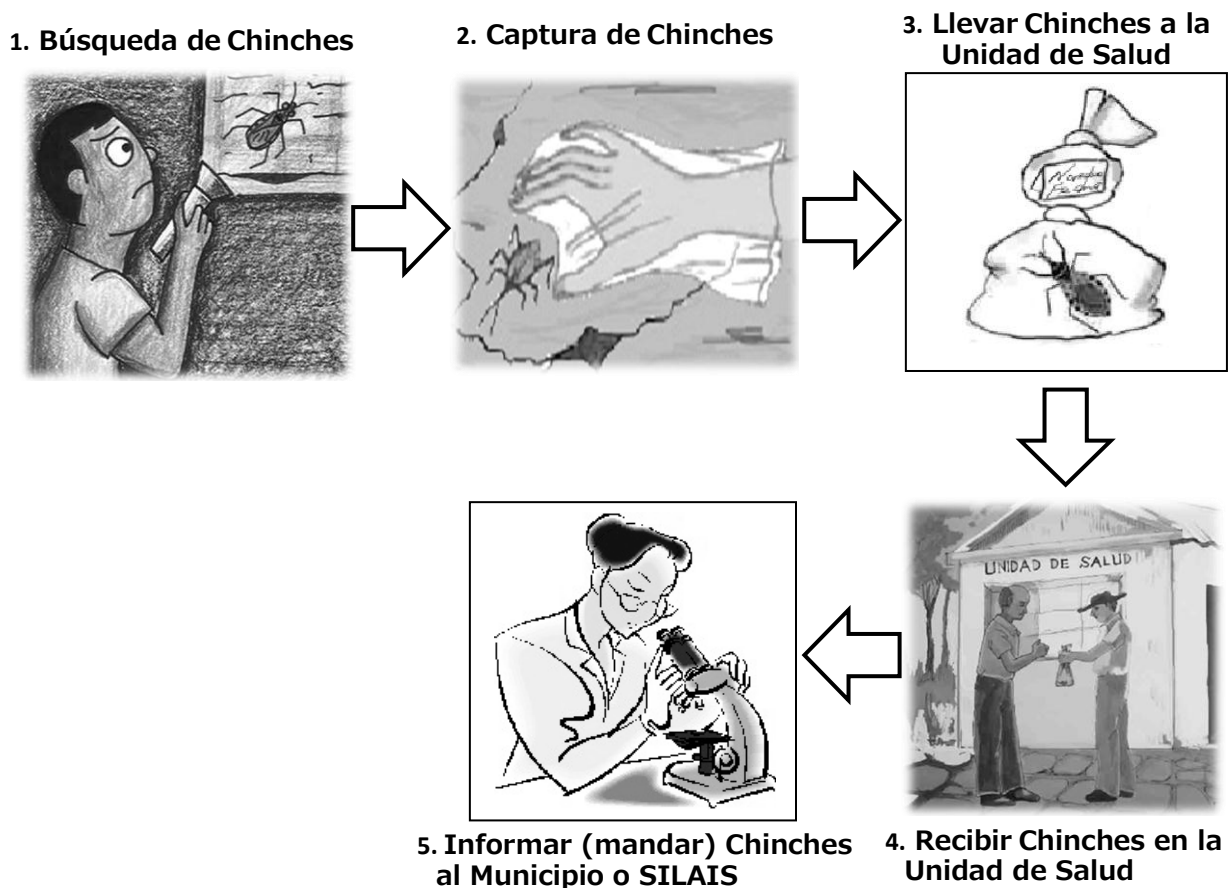 1. Búsqueda de Chinches
2. Captura de Chinches
3. Llevar Chinches a la
Unidad de Salud
UNIDAD DE SALUD
4. Recibir Chinches en la
Unidad de Salud
5. Informar (mandar) Chinches
al Municipio o SILAIS